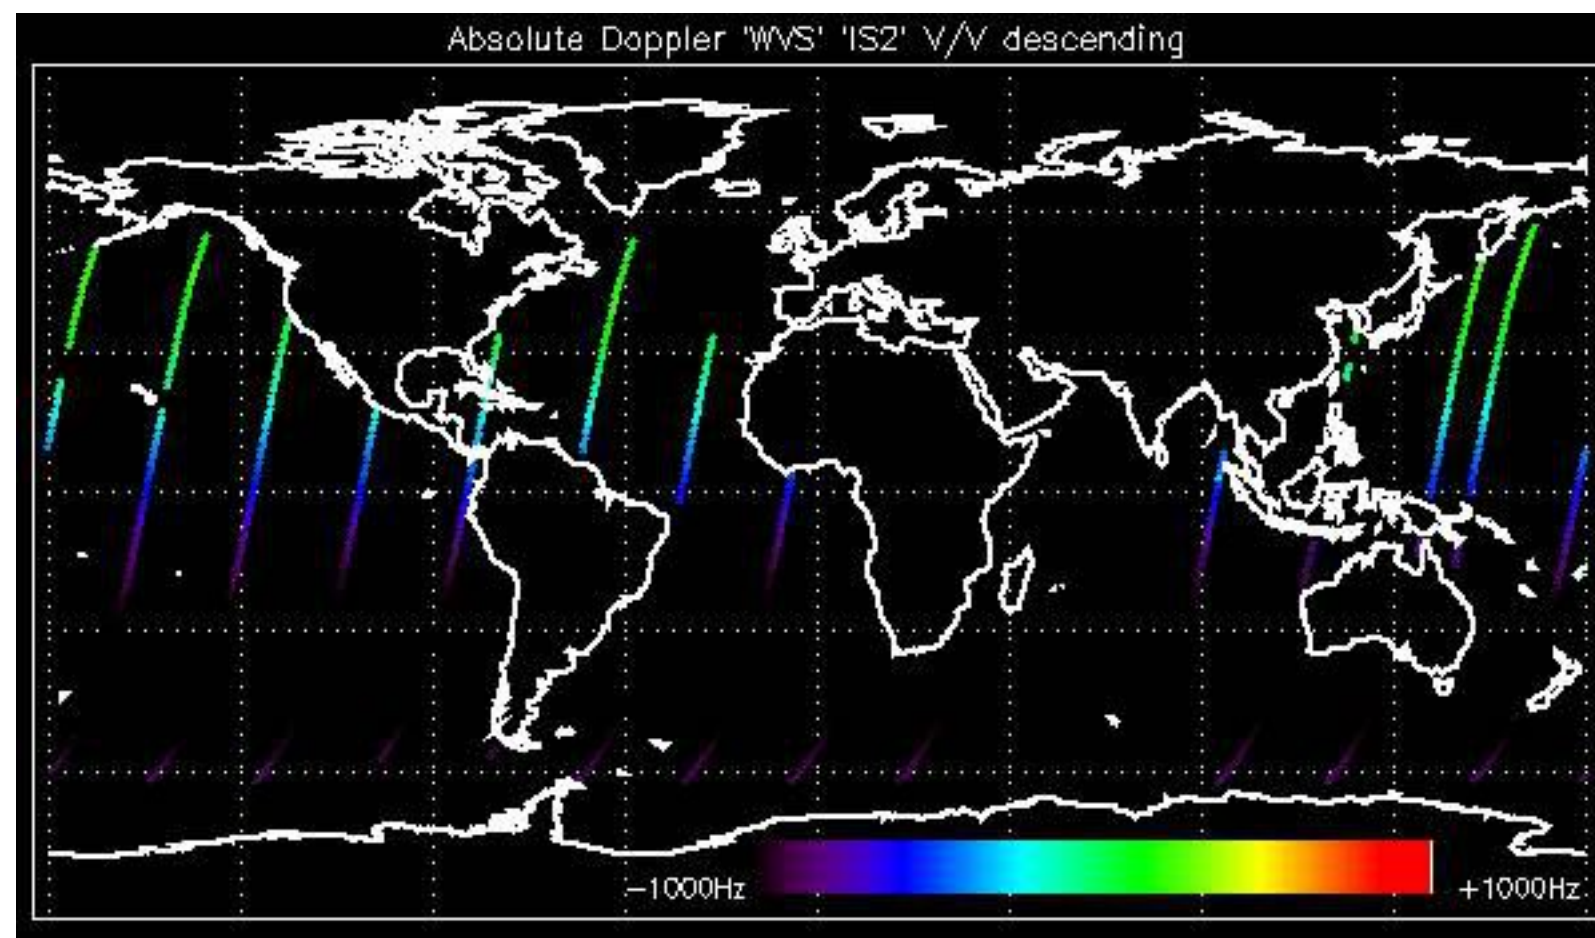 Absolute Doppler 'WVS' 'IS2' V/V descending
−1000Hz
+1000Hz